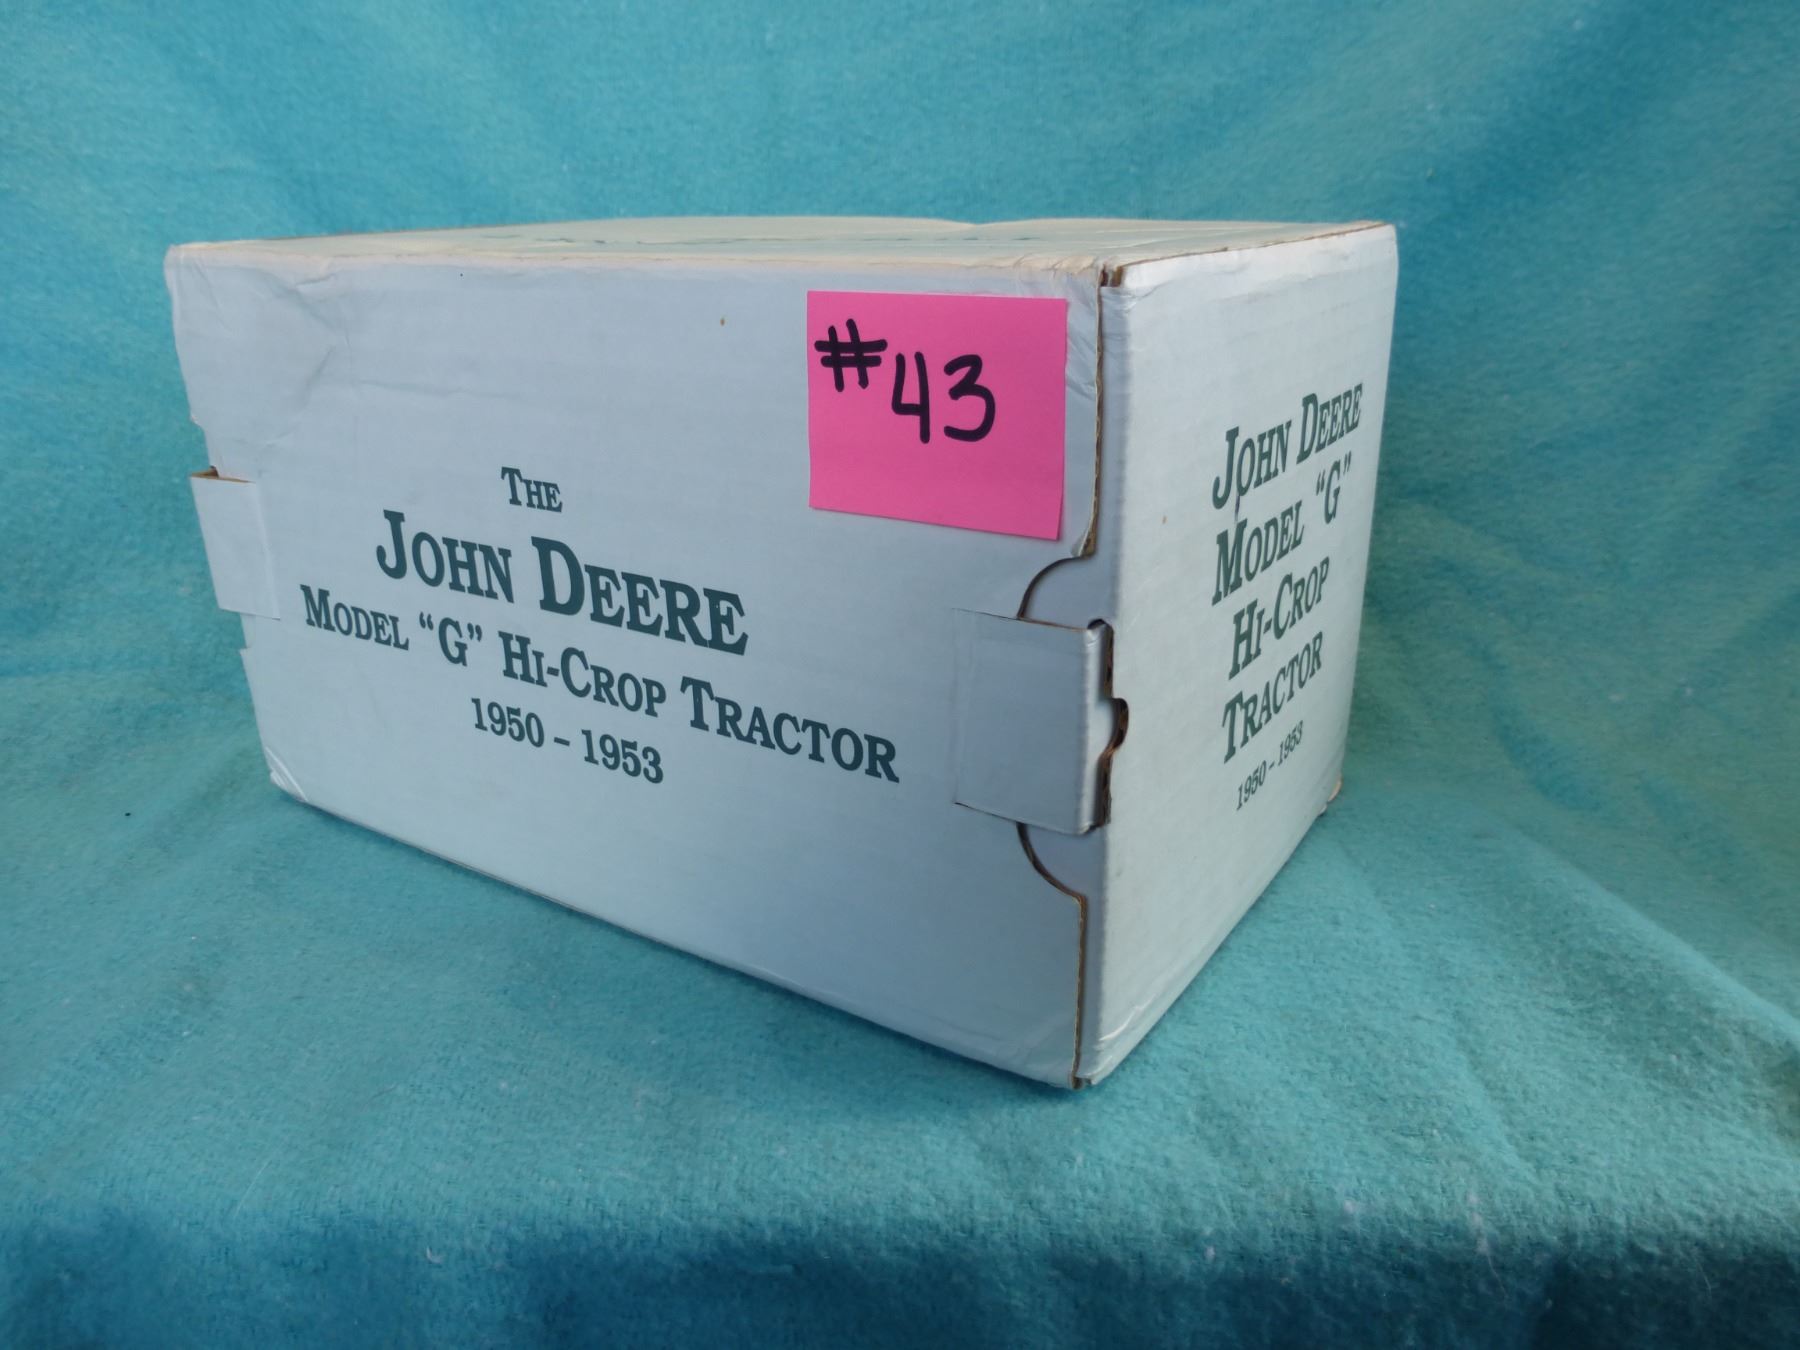 #43
THE
JOHN DEERE
MODEL "G" HI-CROP TRACTOR
1950 - 1953
JOHN DEERE
MODEL "G"
HI-CROP
TRACTOR
1950 - 1953